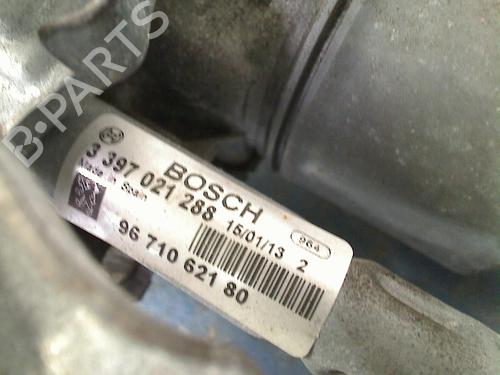 B-PARTS
BOSCH
3 397 021 288
Made in Spain
15/01/13 2
964
96 710 621 80